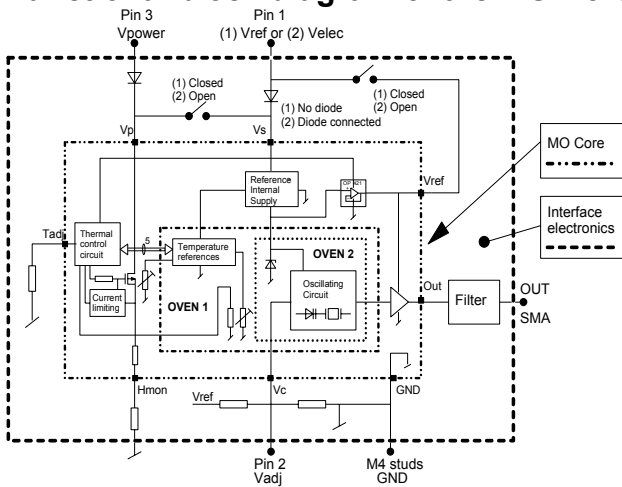 Pin 3
Vpower
Pin 1
(1) Vref or (2) Velec
(1) Closed
(2) Open
(1) Closed
(2) Open
(1) No diode
(2) Diode connected
Vp
Vs
MO Core
Reference
Internal
Supply
Vref
Tadj
Thermal
control
circuit
5
Temperature
references
Interface
electronics
OVEN 2
Oscillating
Circuit
Current
limiting
OVEN 1
Out
Filter
OUT
SMA
Hmon
Vc
GND
Vref
Pin 2
Vadj
M4 studs
GND